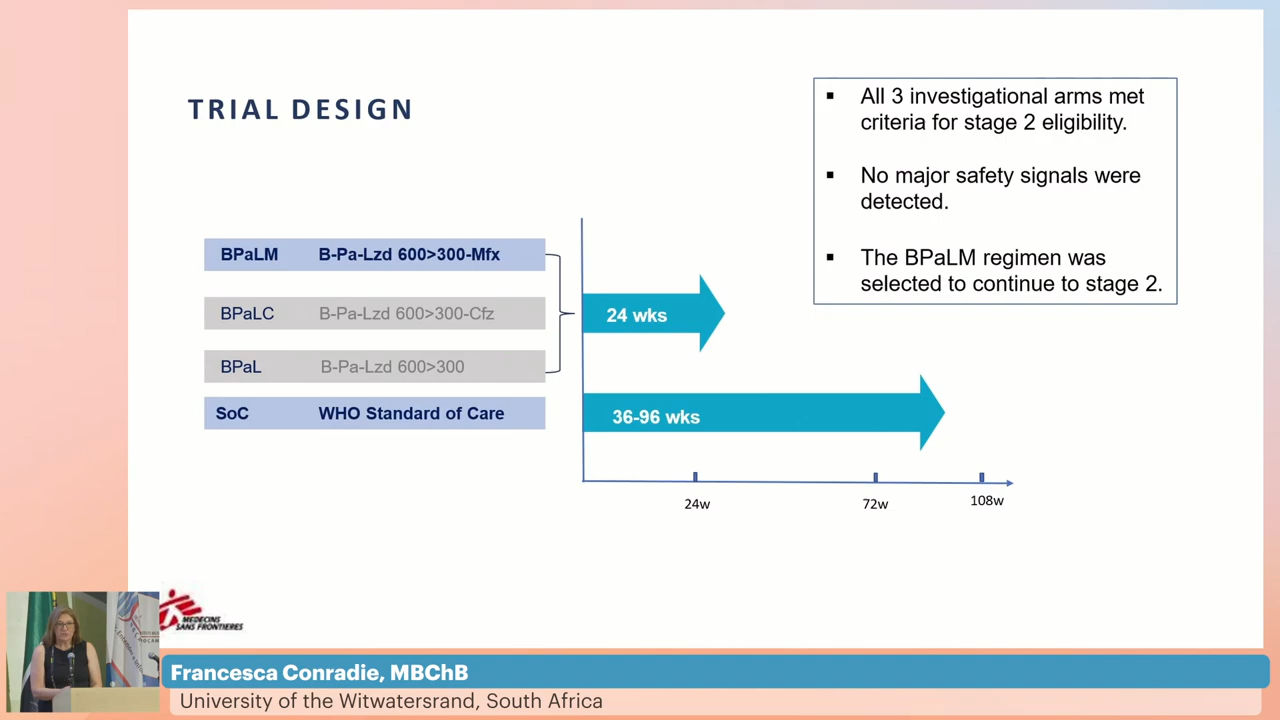 TRIAL DESIGN
▪ All 3 investigational arms met
criteria for stage 2 eligibility.
▪ No major safety signals were
detected.
▪ The BPaLM regimen was
selected to continue to stage 2.
BPaLM B-Pa-Lzd 600>300-Mfx
BPaLC B-Pa-Lzd 600>300-Cfz
BPaL B-Pa-Lzd 600>300
SoC WHO Standard of Care
24 wks
36-96 wks
24w 72w 108w
MEDECINS
SANS FRONTIERES
Francesca Conradie, MBChB
University of the Witwatersrand, South Africa